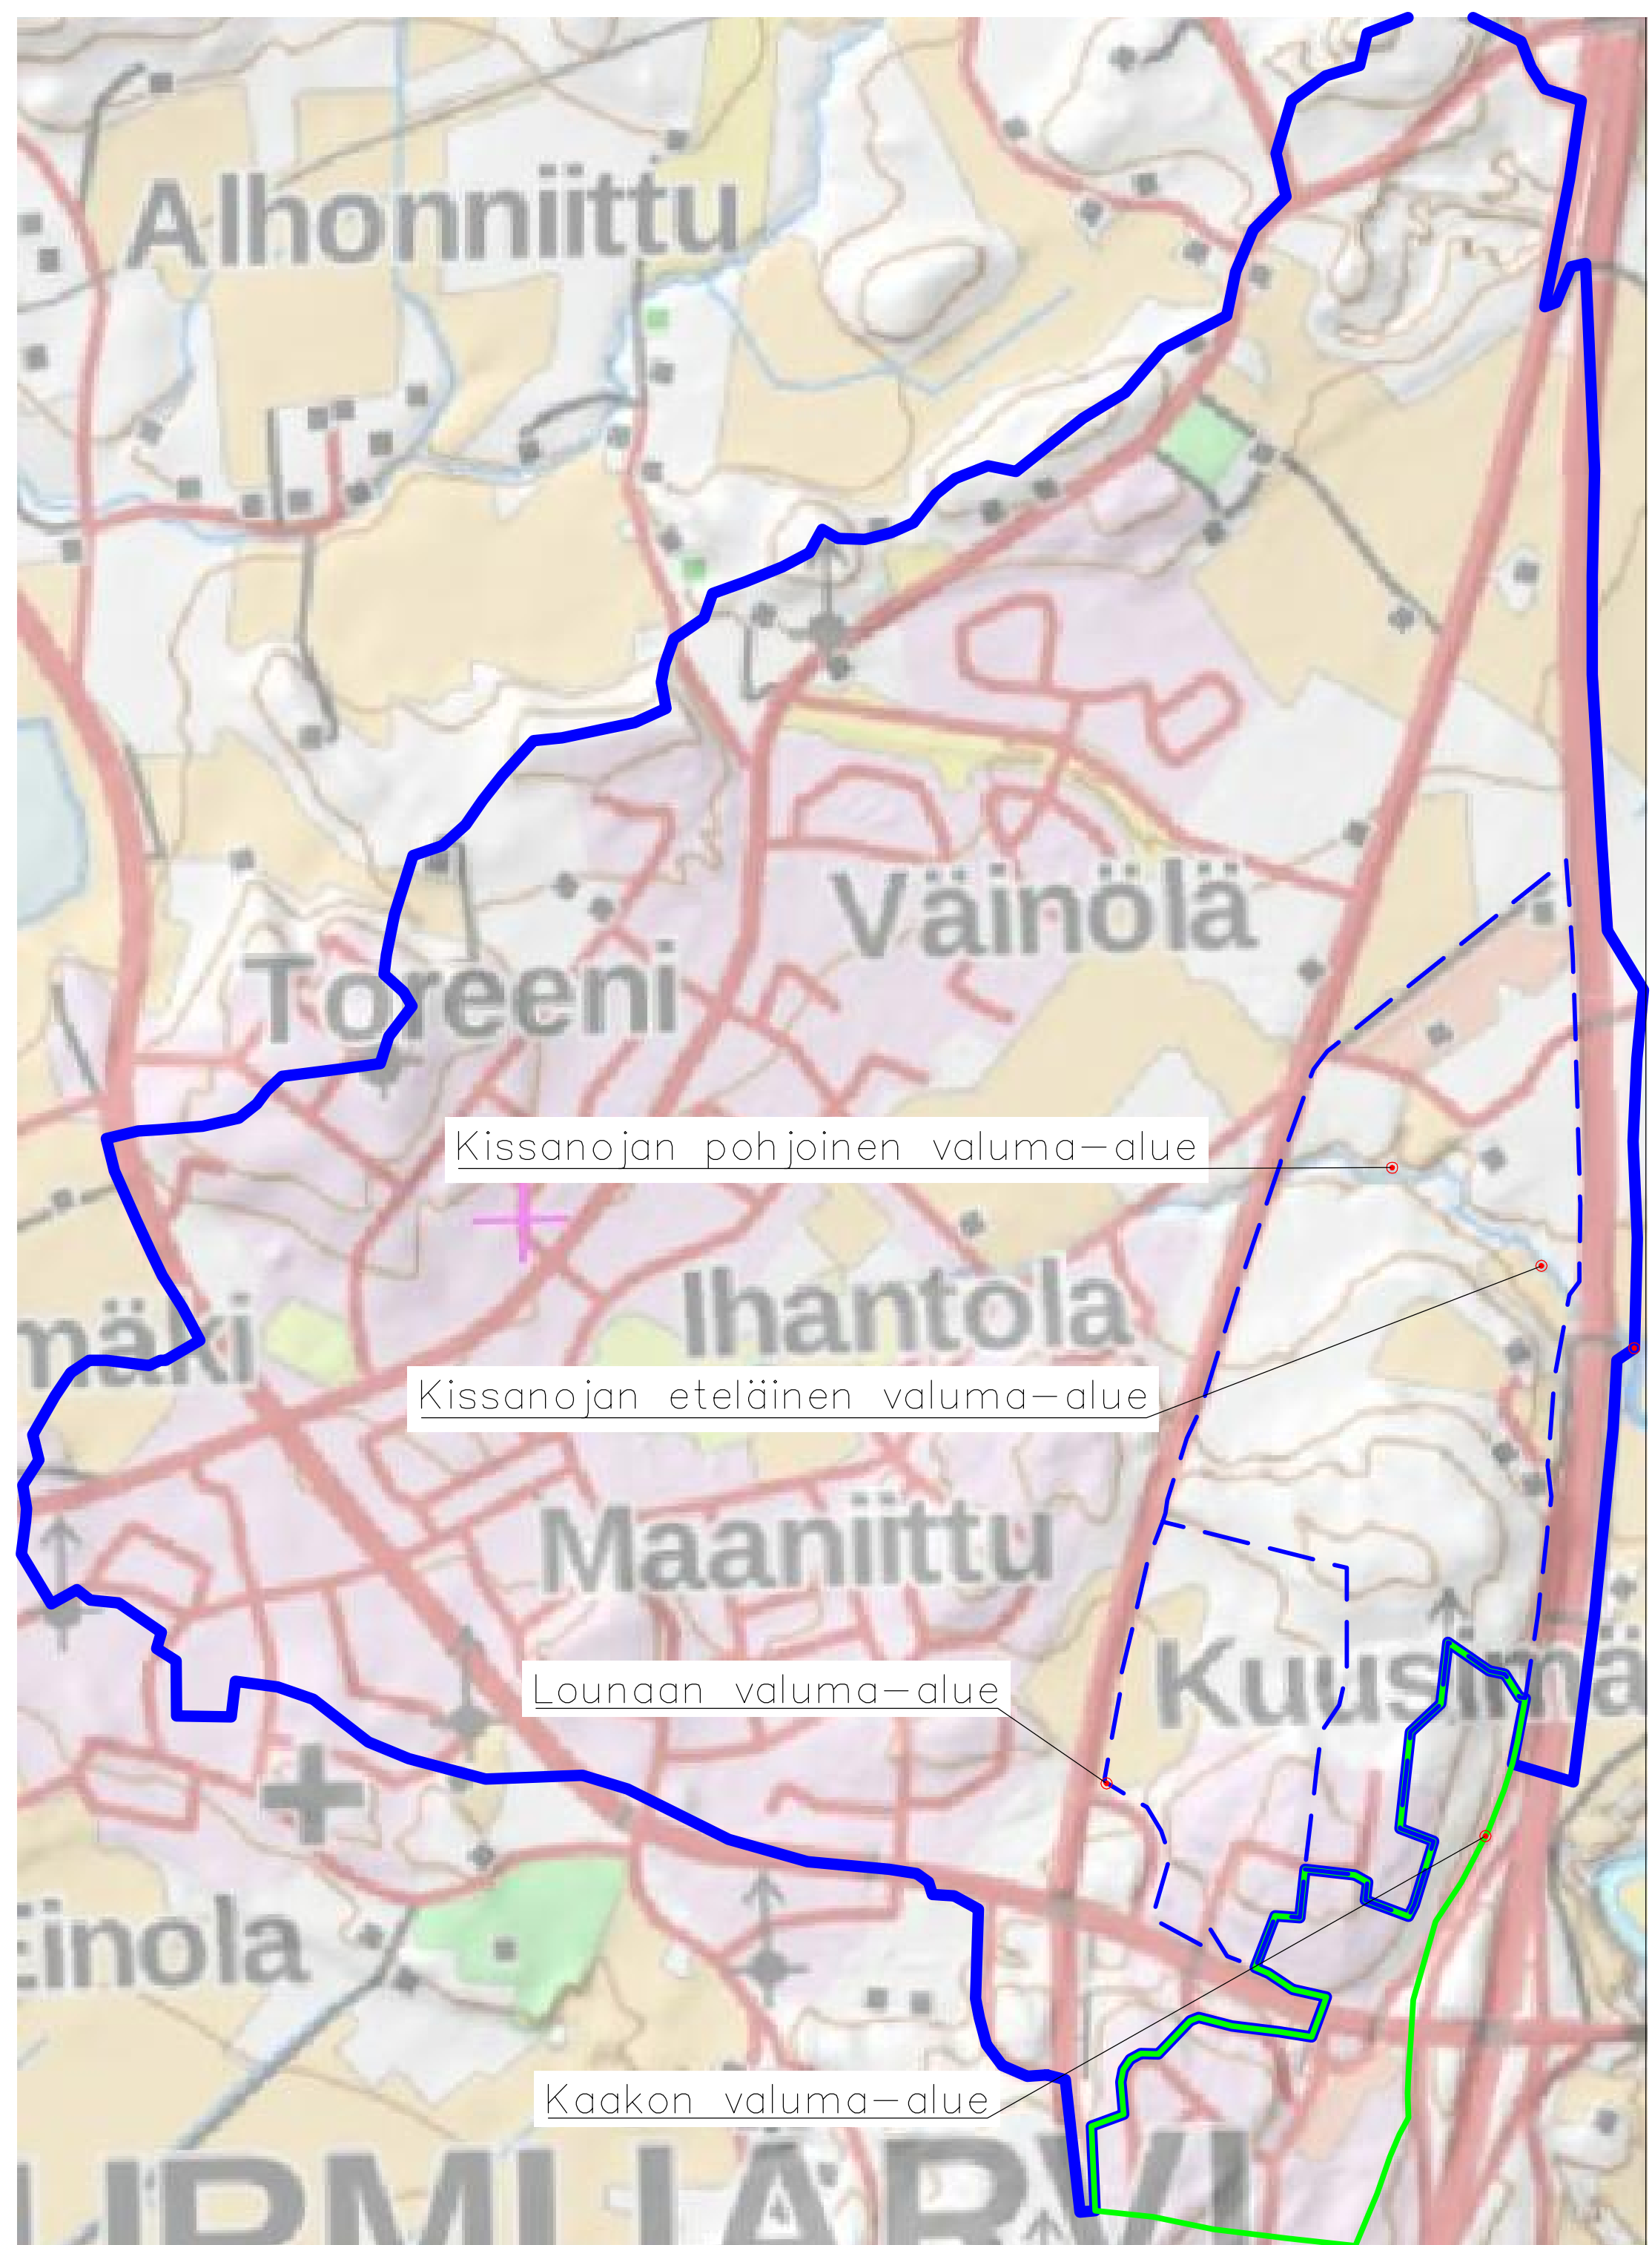 Alhonniittu
Väinölä
Toreeni
Kissanojan pohjoinen valuma-alue
Ihantola
mäki
Kissanojan eteläinen valuma-alue
Maaniittu
Kuusimä
Lounaan valuma-alue
Einola
Kaakon valuma-alue
URMIJÄRVI